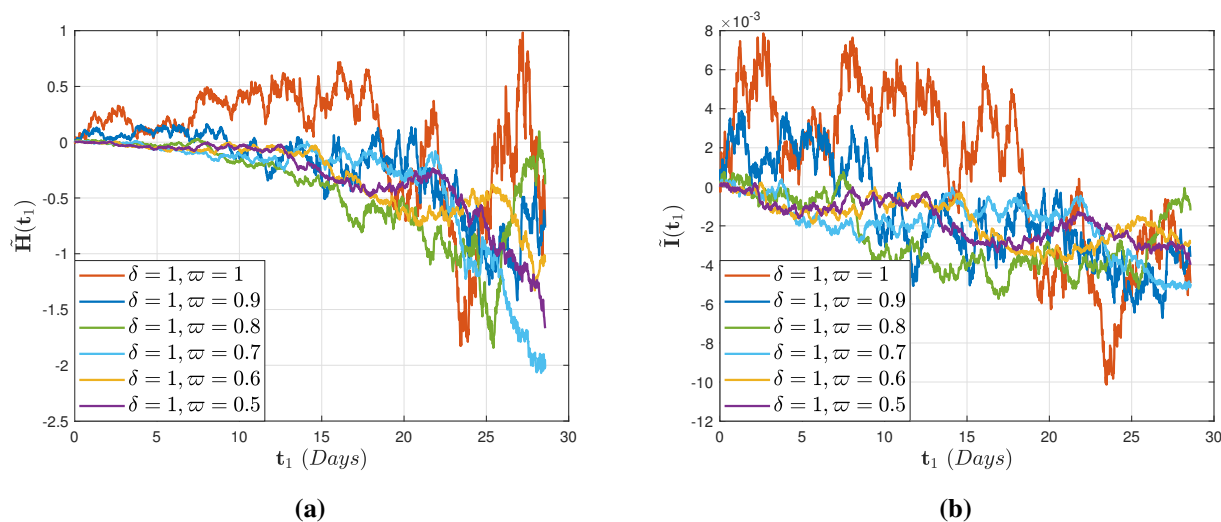 1
0.5
0
-0.5
-1
-1.5
-2
-2.5
H̃(t₁)
δ = 1, ϖ = 1
δ = 1, ϖ = 0.9
δ = 1, ϖ = 0.8
δ = 1, ϖ = 0.7
δ = 1, ϖ = 0.6
δ = 1, ϖ = 0.5
0 5 10 15 20 25 30
t₁ (Days)
(a)
×10⁻³
8
6
4
2
0
-2
-4
-6
-8
-10
-12
Ĩ(t₁)
δ = 1, ϖ = 1
δ = 1, ϖ = 0.9
δ = 1, ϖ = 0.8
δ = 1, ϖ = 0.7
δ = 1, ϖ = 0.6
δ = 1, ϖ = 0.5
0 5 10 15 20 25 30
t₁ (Days)
(b)